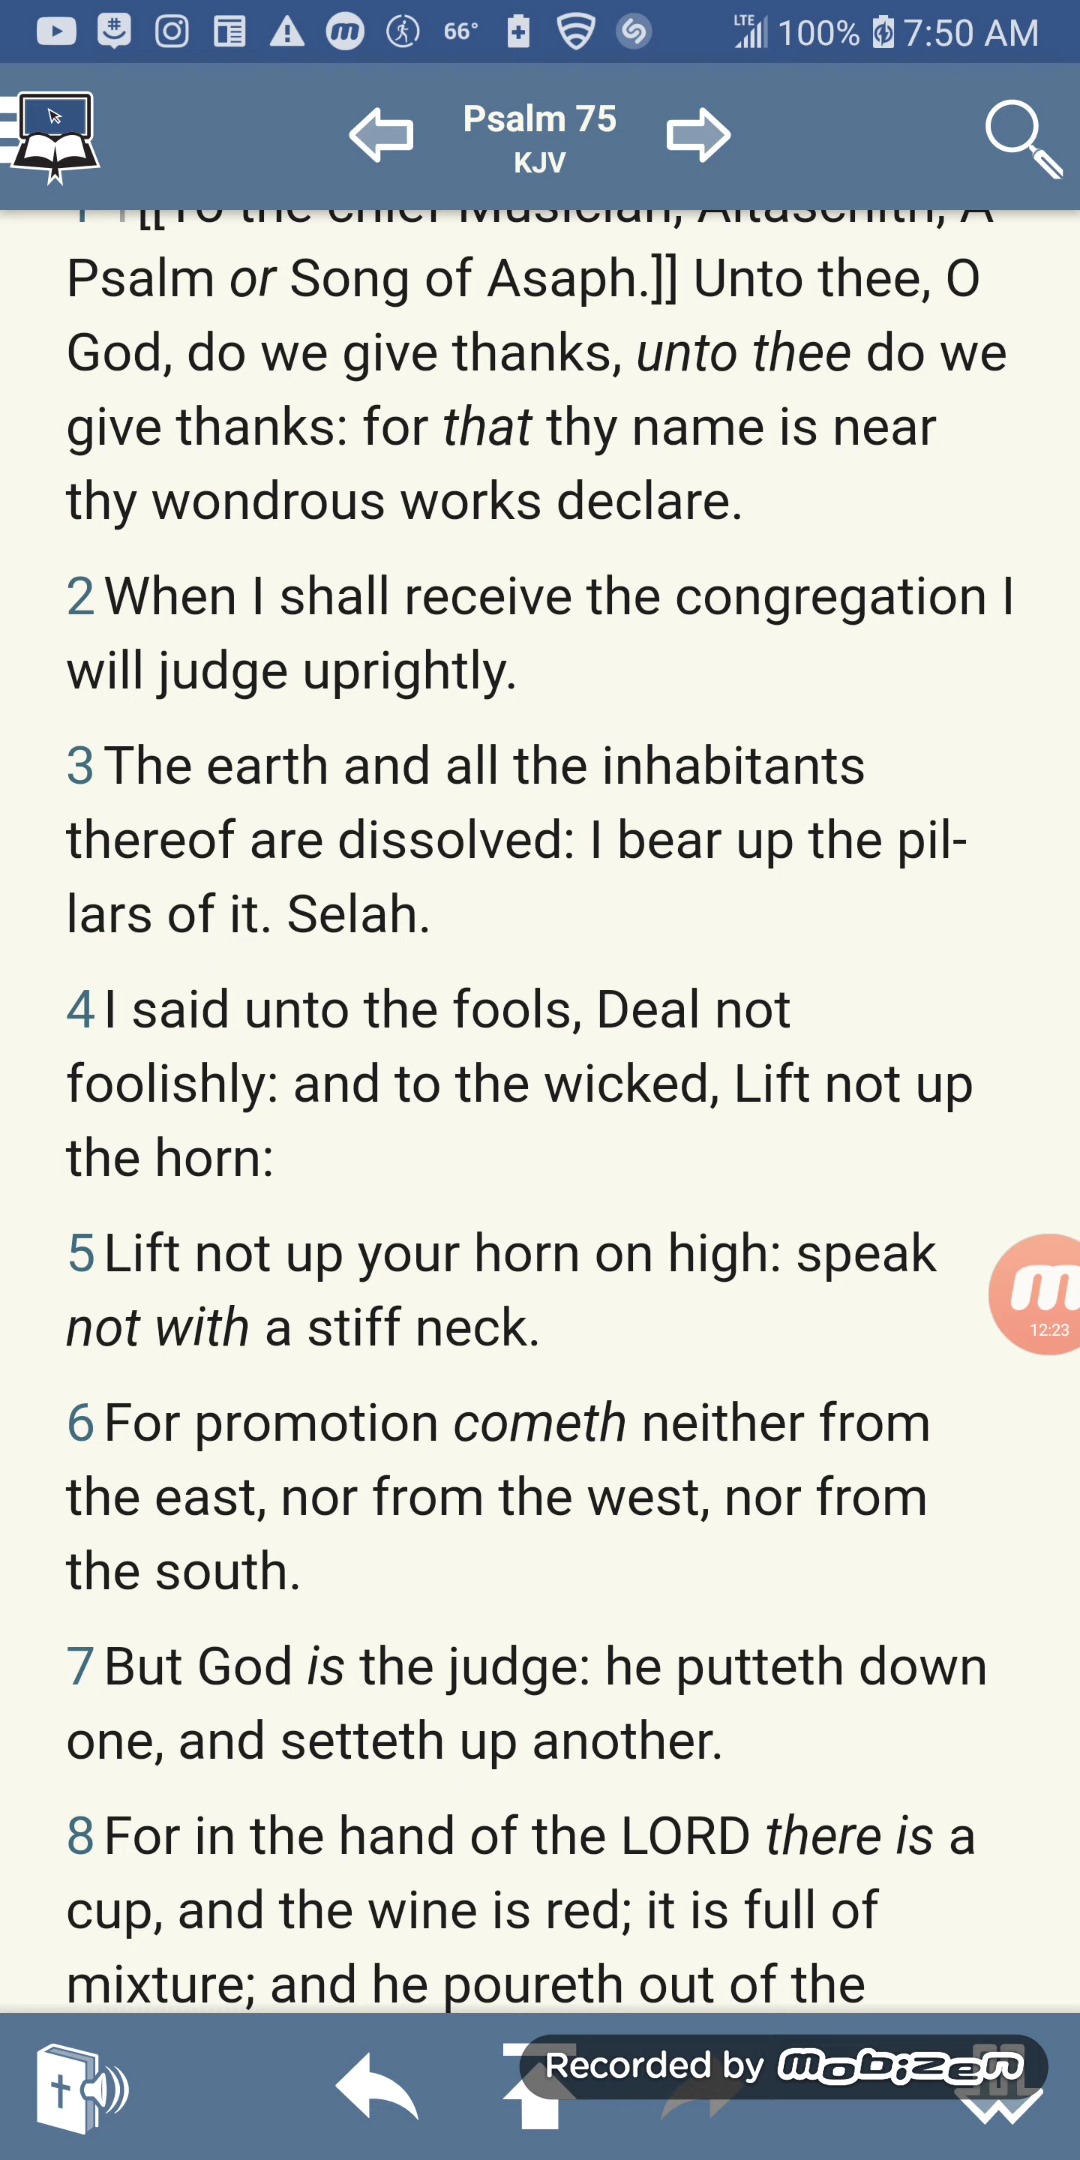 66° LTE 100% 7:50 AM
Psalm 75
KJV
1 ¶ [[To the chief Musician, Altaschith, A
Psalm or Song of Asaph.]] Unto thee, O
God, do we give thanks, unto thee do we
give thanks: for that thy name is near
thy wondrous works declare.
2 When I shall receive the congregation I
will judge uprightly.
3 The earth and all the inhabitants
thereof are dissolved: I bear up the pil-
lars of it. Selah.
4 I said unto the fools, Deal not
foolishly: and to the wicked, Lift not up
the horn:
5 Lift not up your horn on high: speak
not with a stiff neck.
m
12:23
6 For promotion cometh neither from
the east, nor from the west, nor from
the south.
7 But God is the judge: he putteth down
one, and setteth up another.
8 For in the hand of the LORD there is a
cup, and the wine is red; it is full of
mixture; and he poureth out of the
Recorded by mobizen